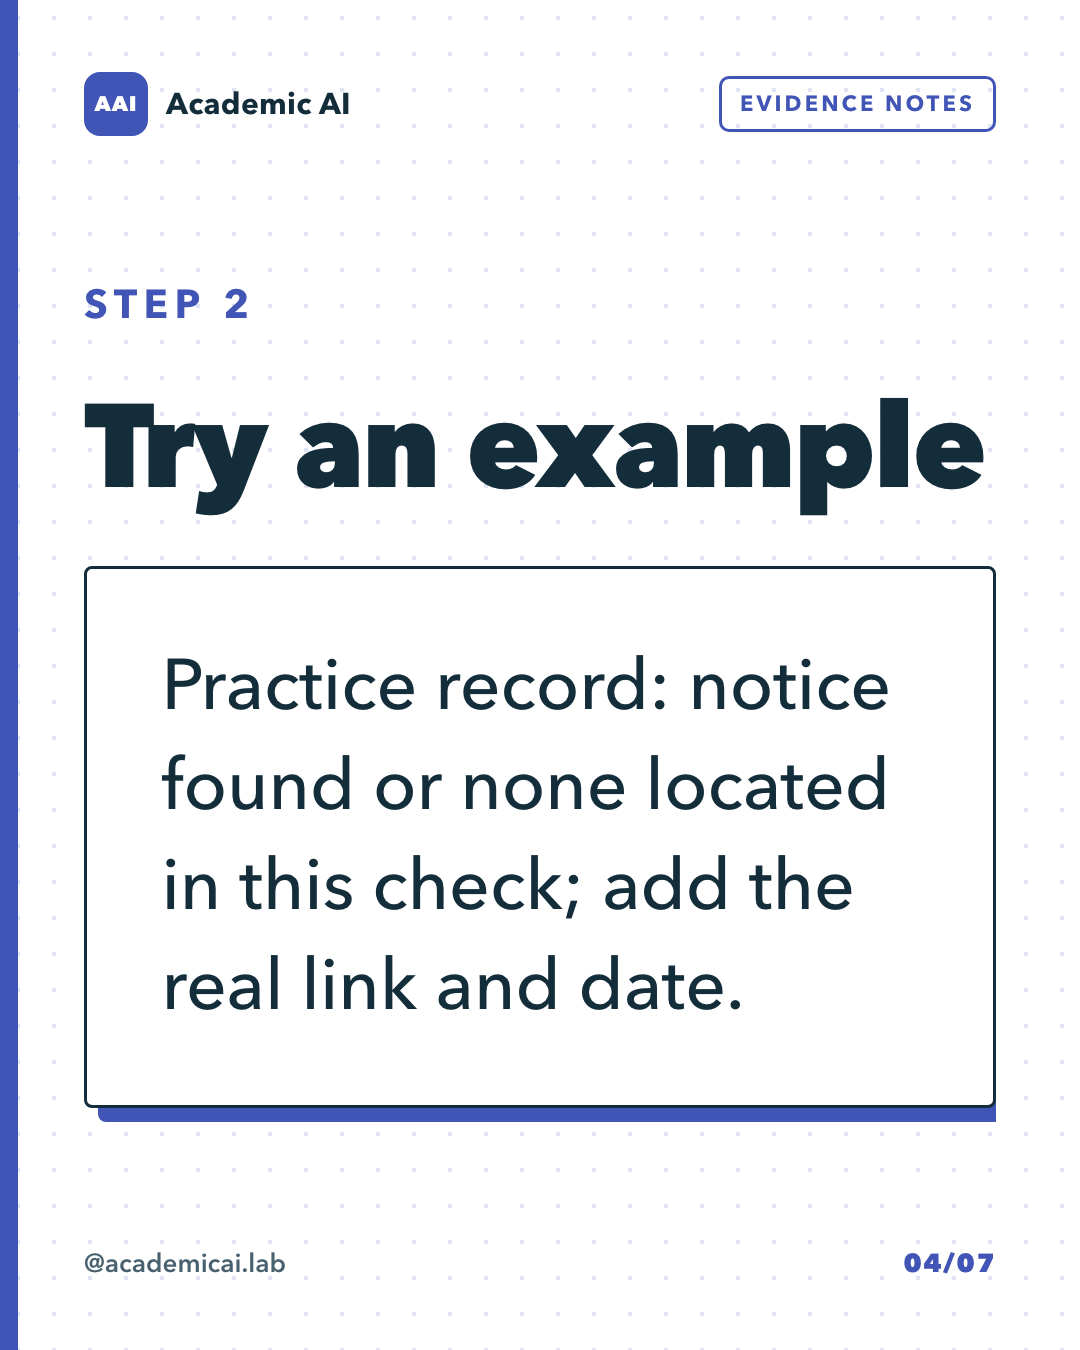 AAI
Academic AI
EVIDENCE NOTES
STEP 2
Try an example
Practice record: notice
found or none located
in this check; add the
real link and date.
@academicai.lab
04/07